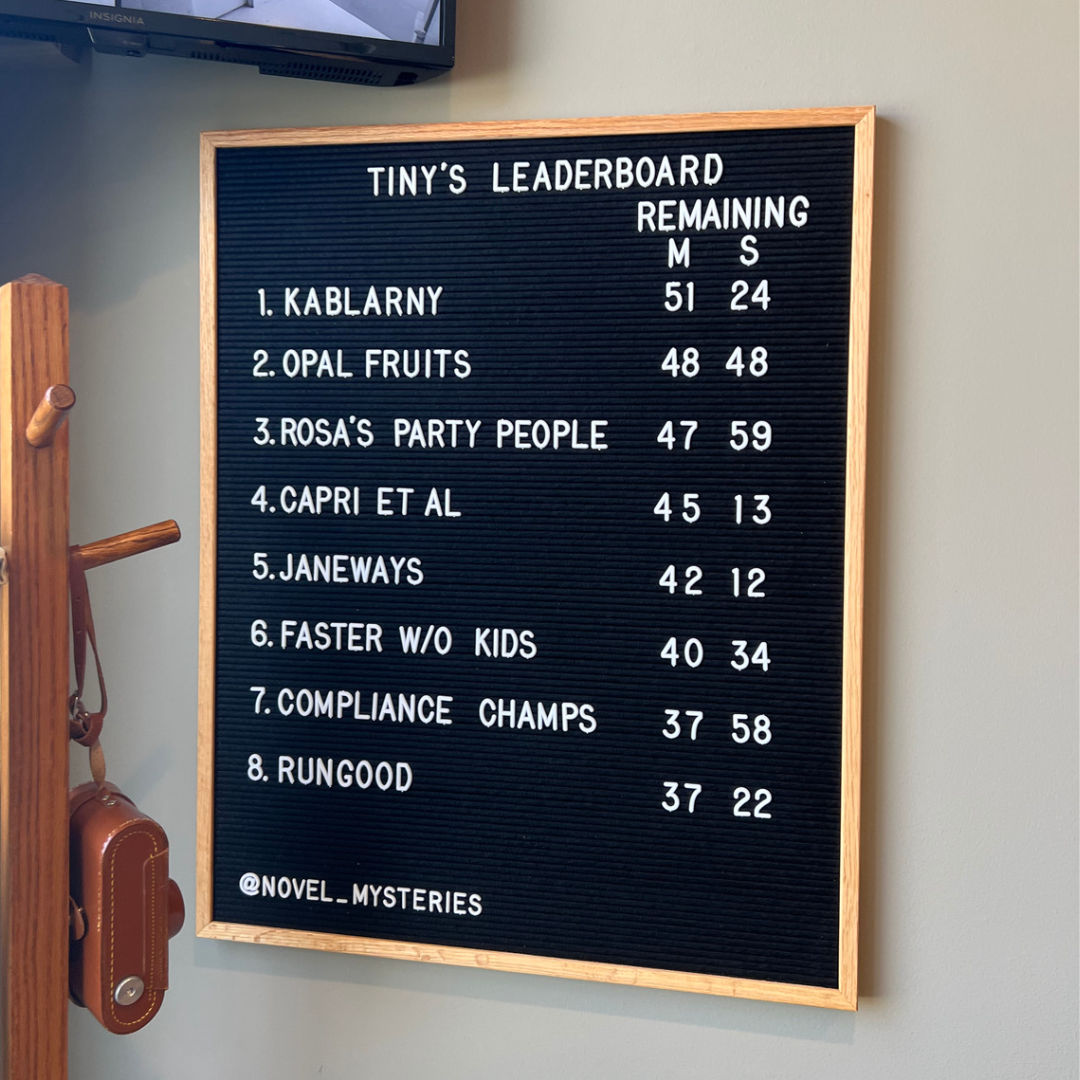 INSIGNIA
TINY'S LEADERBOARD
REMAINING
M S
1. KABLARNY 51 24
2. OPAL FRUITS 48 48
3. ROSA'S PARTY PEOPLE 47 59
4. CAPRI ET AL 45 13
5. JANEWAYS 42 12
6. FASTER W/O KIDS 40 34
7. COMPLIANCE CHAMPS 37 58
8. RUNGOOD 37 22
@NOVEL_MYSTERIES